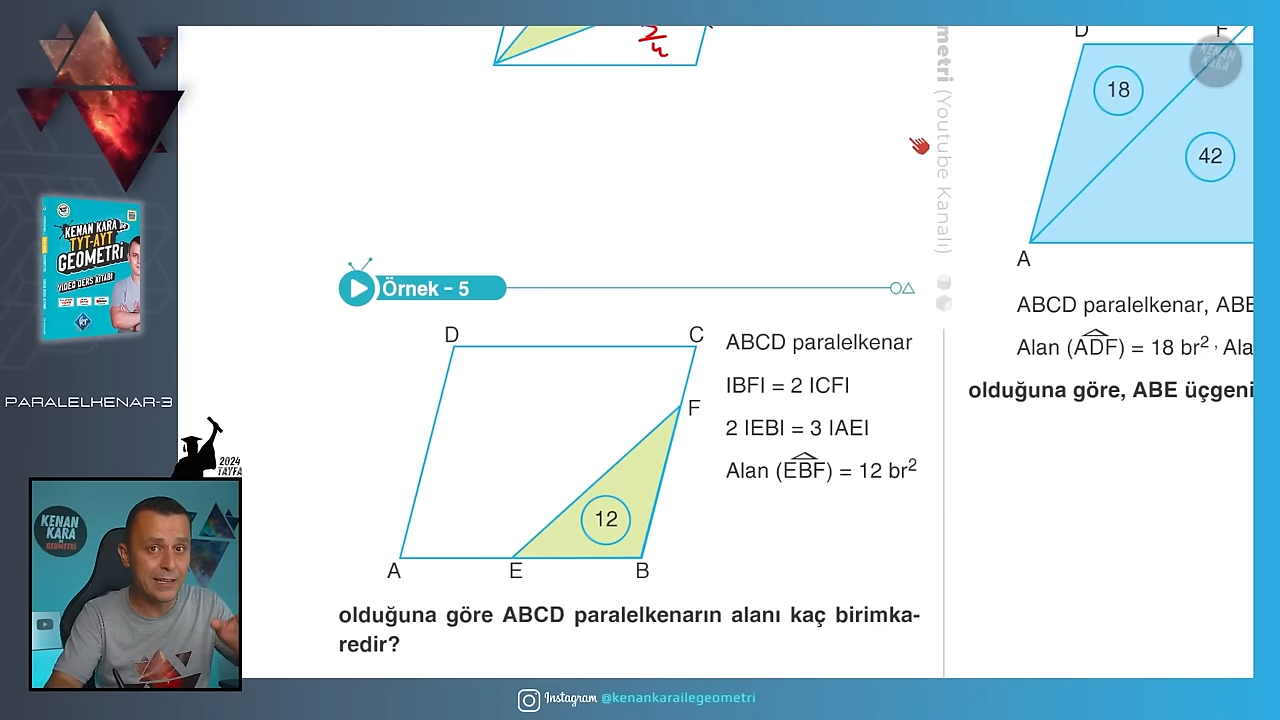 KENAN KARA
TYT-AYT
GEOMETRİ
VİDEO DERS KİTABI
PARALELKENAR-3
2024
TAYFA
KENAN
KARA
GEOMETRİ
metri (Youtube Kanalı)
Örnek - 5
D
C
F
A
E
B
12
ABCD paralelkenar
IBFI = 2 ICFI
2 IEBI = 3 IAEI
Alan (EBF) = 12 br²
olduğuna göre ABCD paralelkenarın alanı kaç birimka-
redir?
D
F
KENAN
KARA
18
42
A
ABCD paralelkenar, ABE
Alan (ADF) = 18 br² , Ala
olduğuna göre, ABE üçgeni
Instagram @kenankarailegeometri